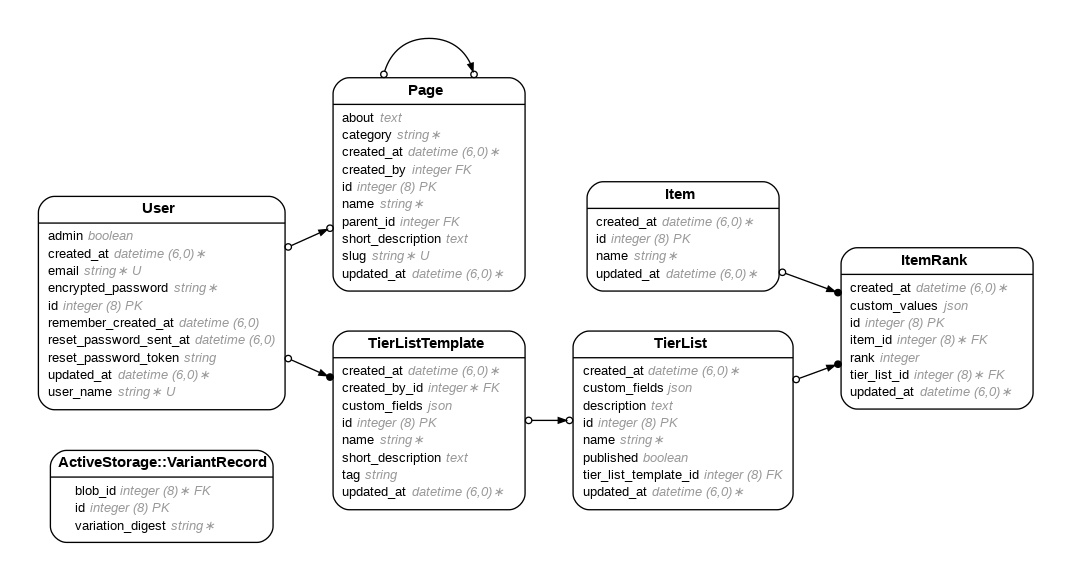 Page
about text
category string∗
created_at datetime (6,0)∗
created_by integer FK
id integer (8) PK
name string∗
parent_id integer FK
short_description text
slug string∗ U
updated_at datetime (6,0)∗
User
admin boolean
created_at datetime (6,0)∗
email string∗ U
encrypted_password string∗
id integer (8) PK
remember_created_at datetime (6,0)
reset_password_sent_at datetime (6,0)
reset_password_token string
updated_at datetime (6,0)∗
user_name string∗ U
Item
created_at datetime (6,0)∗
id integer (8) PK
name string∗
updated_at datetime (6,0)∗
ItemRank
created_at datetime (6,0)∗
custom_values json
id integer (8) PK
item_id integer (8)∗ FK
rank integer
tier_list_id integer (8)∗ FK
updated_at datetime (6,0)∗
TierListTemplate
created_at datetime (6,0)∗
created_by_id integer∗ FK
custom_fields json
id integer (8) PK
name string∗
short_description text
tag string
updated_at datetime (6,0)∗
TierList
created_at datetime (6,0)∗
custom_fields json
description text
id integer (8) PK
name string∗
published boolean
tier_list_template_id integer (8) FK
updated_at datetime (6,0)∗
ActiveStorage::VariantRecord
blob_id integer (8)∗ FK
id integer (8) PK
variation_digest string∗